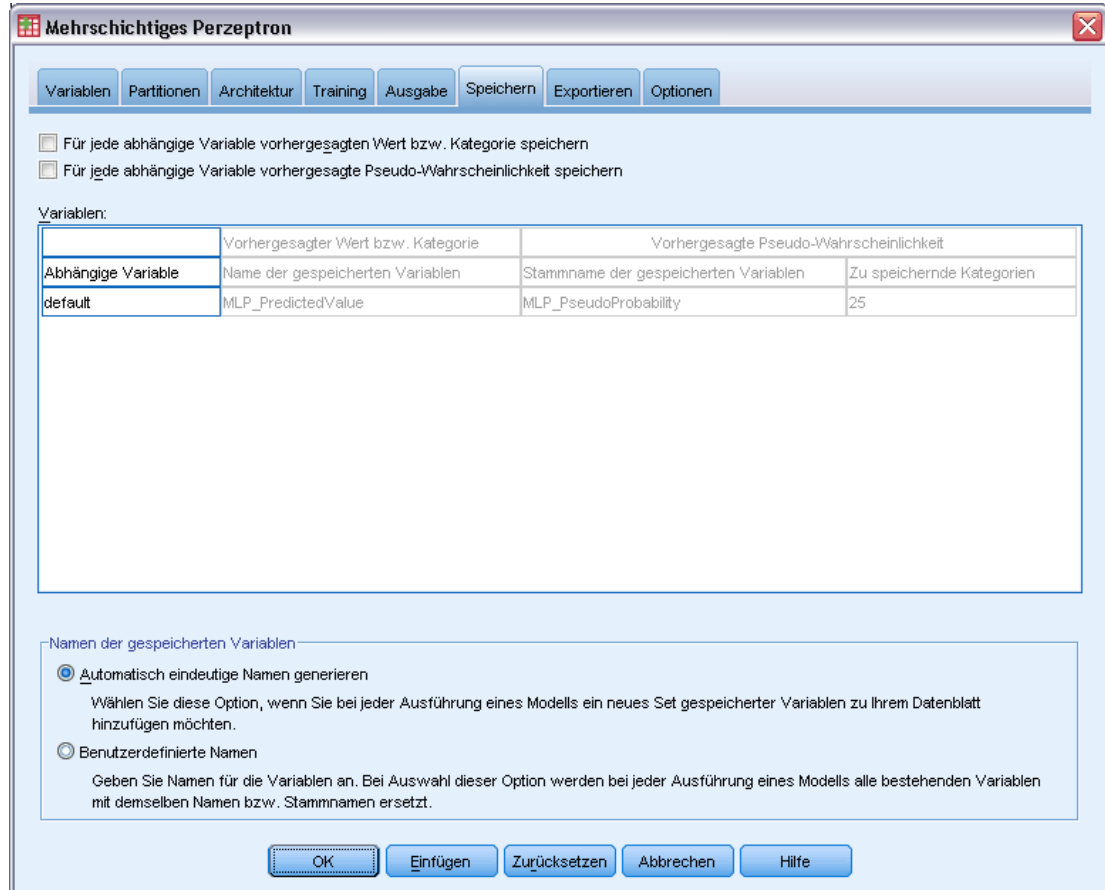 Mehrschichtiges Perzeptron
Variablen Partitionen Architektur Training Ausgabe Speichern Exportieren Optionen
Für jede abhängige Variable vorhergesagten Wert bzw. Kategorie speichern
Für jede abhängige Variable vorhergesagte Pseudo-Wahrscheinlichkeit speichern
Variablen:
Vorhergesagter Wert bzw. Kategorie Vorhergesagte Pseudo-Wahrscheinlichkeit
Abhängige Variable Name der gespeicherten Variablen Stammname der gespeicherten Variablen Zu speichernde Kategorien
default MLP_PredictedValue MLP_PseudoProbability 25
Namen der gespeicherten Variablen
Automatisch eindeutige Namen generieren
Wählen Sie diese Option, wenn Sie bei jeder Ausführung eines Modells ein neues Set gespeicherter Variablen zu Ihrem Datenblatt
hinzufügen möchten.
Benutzerdefinierte Namen
Geben Sie Namen für die Variablen an. Bei Auswahl dieser Option werden bei jeder Ausführung eines Modells alle bestehenden Variablen
mit demselben Namen bzw. Stammnamen ersetzt.
OK Einfügen Zurücksetzen Abbrechen Hilfe